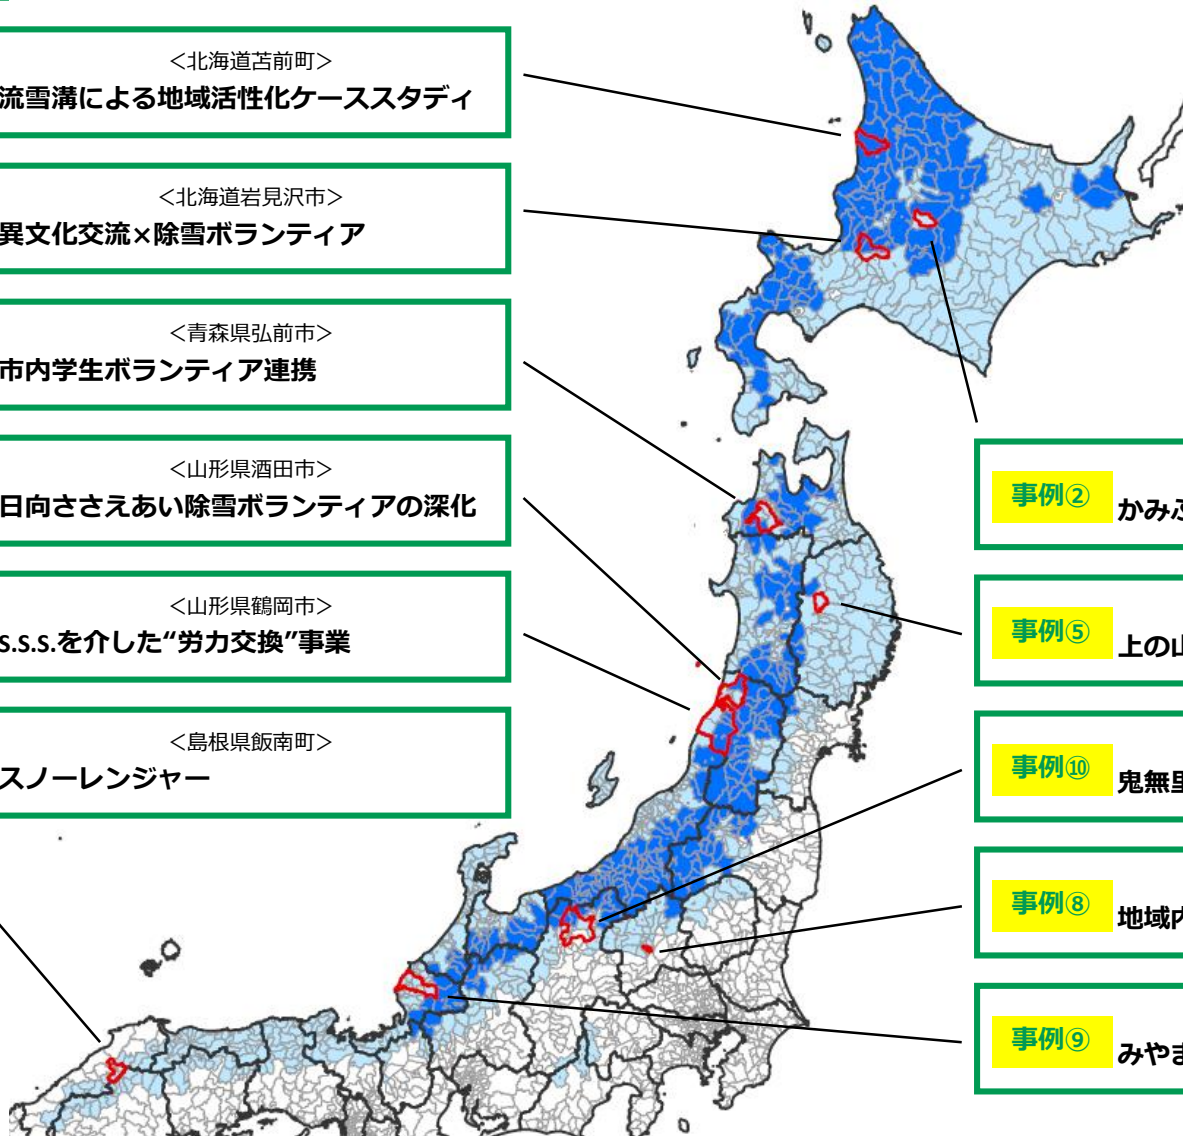 <北海道苫前町>
流雪溝による地域活性化ケーススタディ
<北海道岩見沢市>
異文化交流×除雪ボランティア
<青森県弘前市>
市内学生ボランティア連携
<山形県酒田市>
日向ささえあい除雪ボランティアの深化
<山形県鶴岡市>
s.s.s.を介した“労力交換”事業
<島根県飯南町>
スノーレンジャー
事例② かみふ
事例⑤ 上の山
事例⑩ 鬼無里
事例⑧ 地域内
事例⑨ みやま